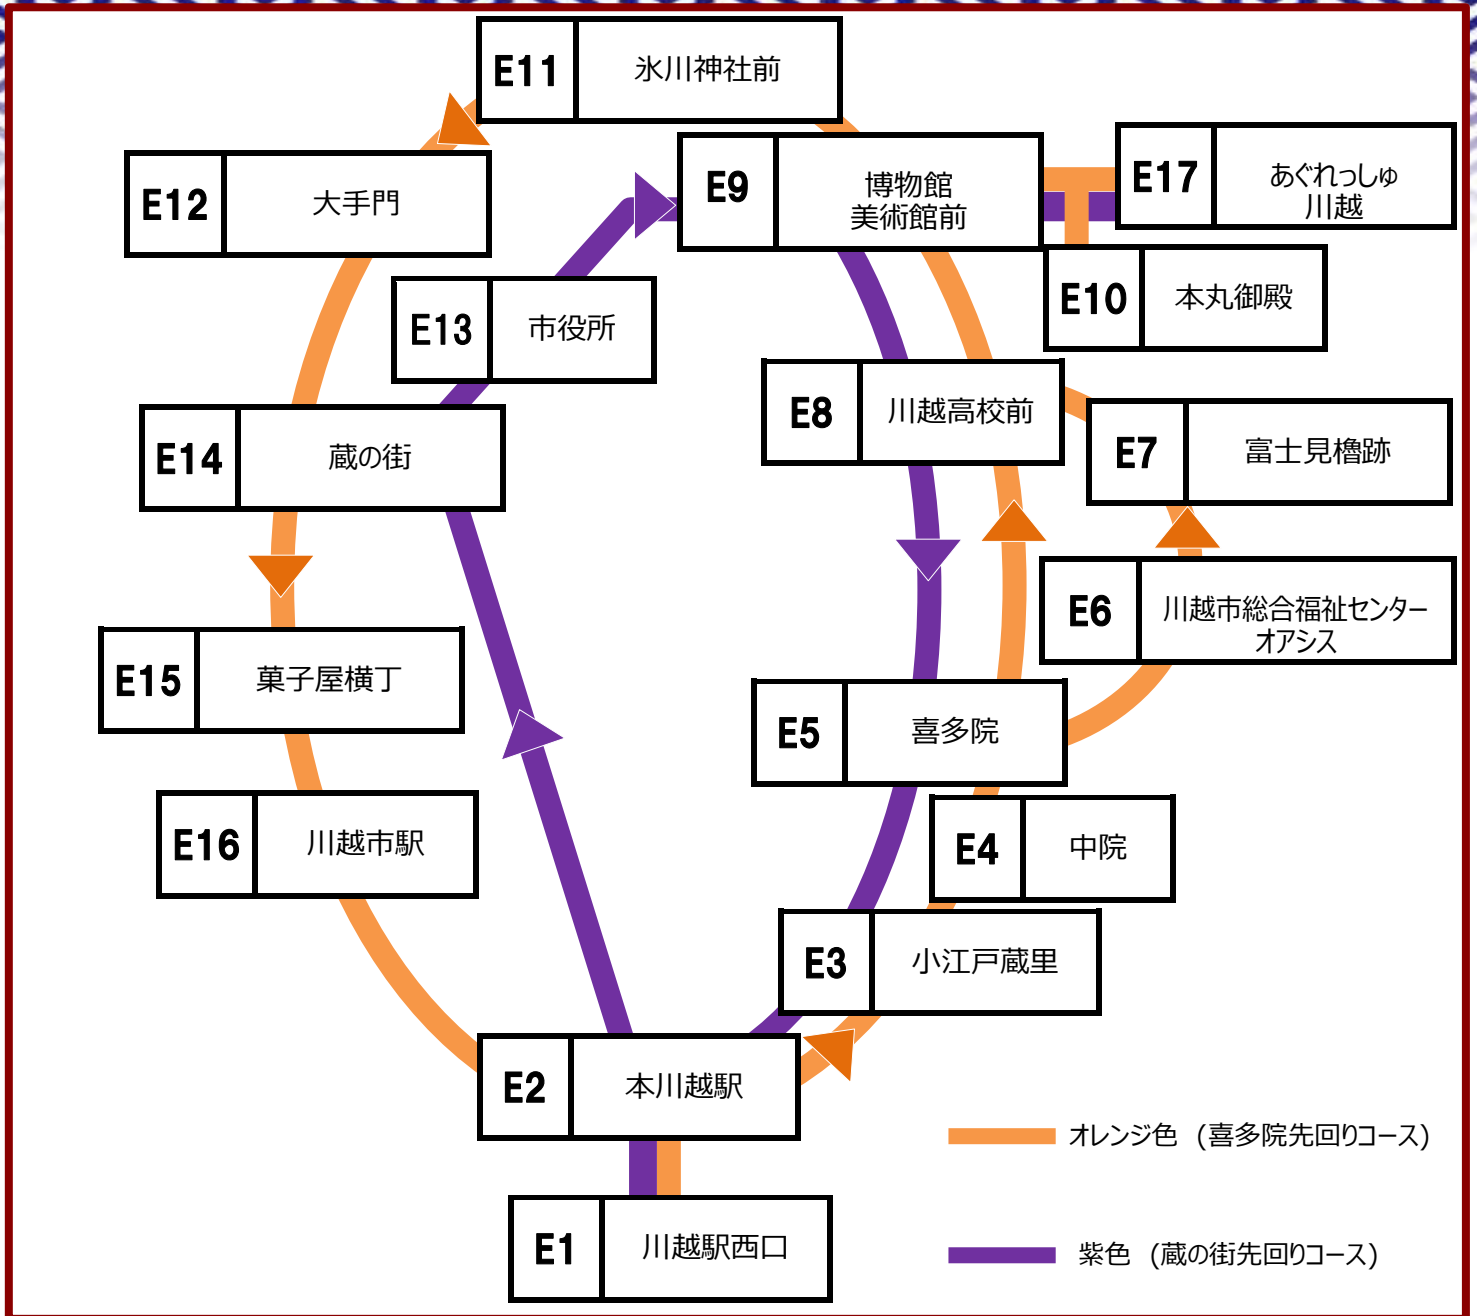 E11 氷川神社前
E12 大手門
E9 博物館
美術館前
E17 あぐれっしゅ
川越
E10 本丸御殿
E13 市役所
E8 川越高校前
E7 富士見櫓跡
E14 蔵の街
E6 川越市総合福祉センター
オアシス
E15 菓子屋横丁
E5 喜多院
E16 川越市駅
E4 中院
E3 小江戸蔵里
E2 本川越駅
オレンジ色 (喜多院先回りコース)
E1 川越駅西口
紫色 (蔵の街先回りコース)